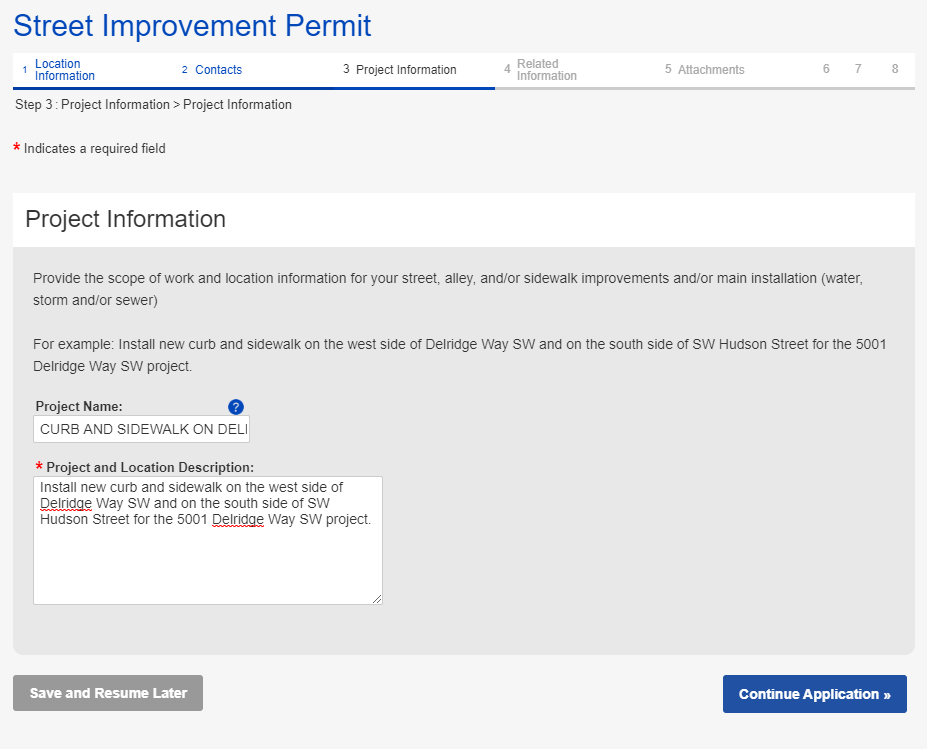 Street Improvement Permit
1 Location Information
2 Contacts
3 Project Information
4 Related Information
5 Attachments
6 7 8
Step 3 : Project Information > Project Information
* Indicates a required field
Project Information
Provide the scope of work and location information for your street, alley, and/or sidewalk improvements and/or main installation (water,
storm and/or sewer)
For example: Install new curb and sidewalk on the west side of Delridge Way SW and on the south side of SW Hudson Street for the 5001
Delridge Way SW project.
Project Name: ?
CURB AND SIDEWALK ON DELI
* Project and Location Description:
Install new curb and sidewalk on the west side of
Delridge Way SW and on the south side of SW
Hudson Street for the 5001 Delridge Way SW project.
Save and Resume Later
Continue Application »